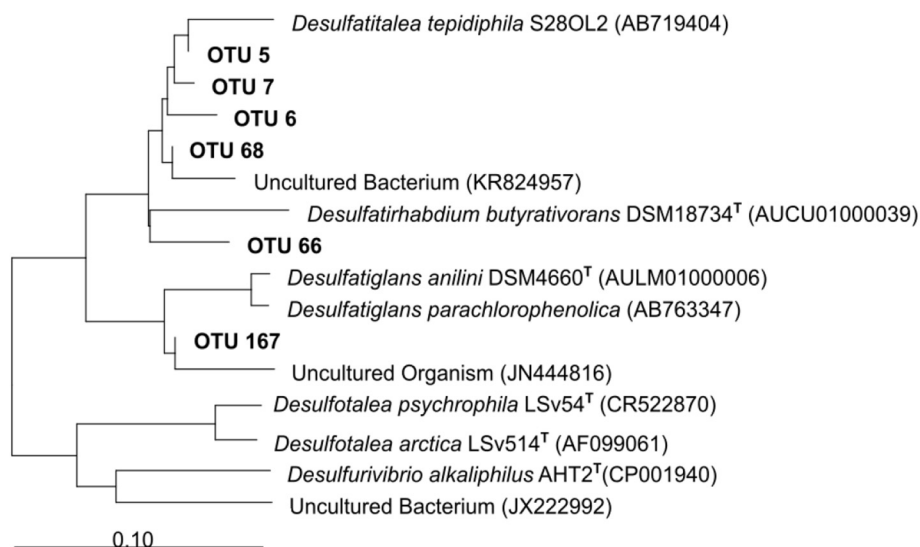 Desulfatitalea tepidiphila S28OL2 (AB719404)
OTU 5
OTU 7
OTU 6
OTU 68
Uncultured Bacterium (KR824957)
Desulfatirhabdium butyrativorans DSM18734ᵀ (AUCU01000039)
OTU 66
Desulfatiglans anilini DSM4660ᵀ (AULM01000006)
Desulfatiglans parachlorophenolica (AB763347)
OTU 167
Uncultured Organism (JN444816)
Desulfotalea psychrophila LSv54ᵀ (CR522870)
Desulfotalea arctica LSv514ᵀ (AF099061)
Desulfurivibrio alkaliphilus AHT2ᵀ(CP001940)
Uncultured Bacterium (JX222992)
0.10